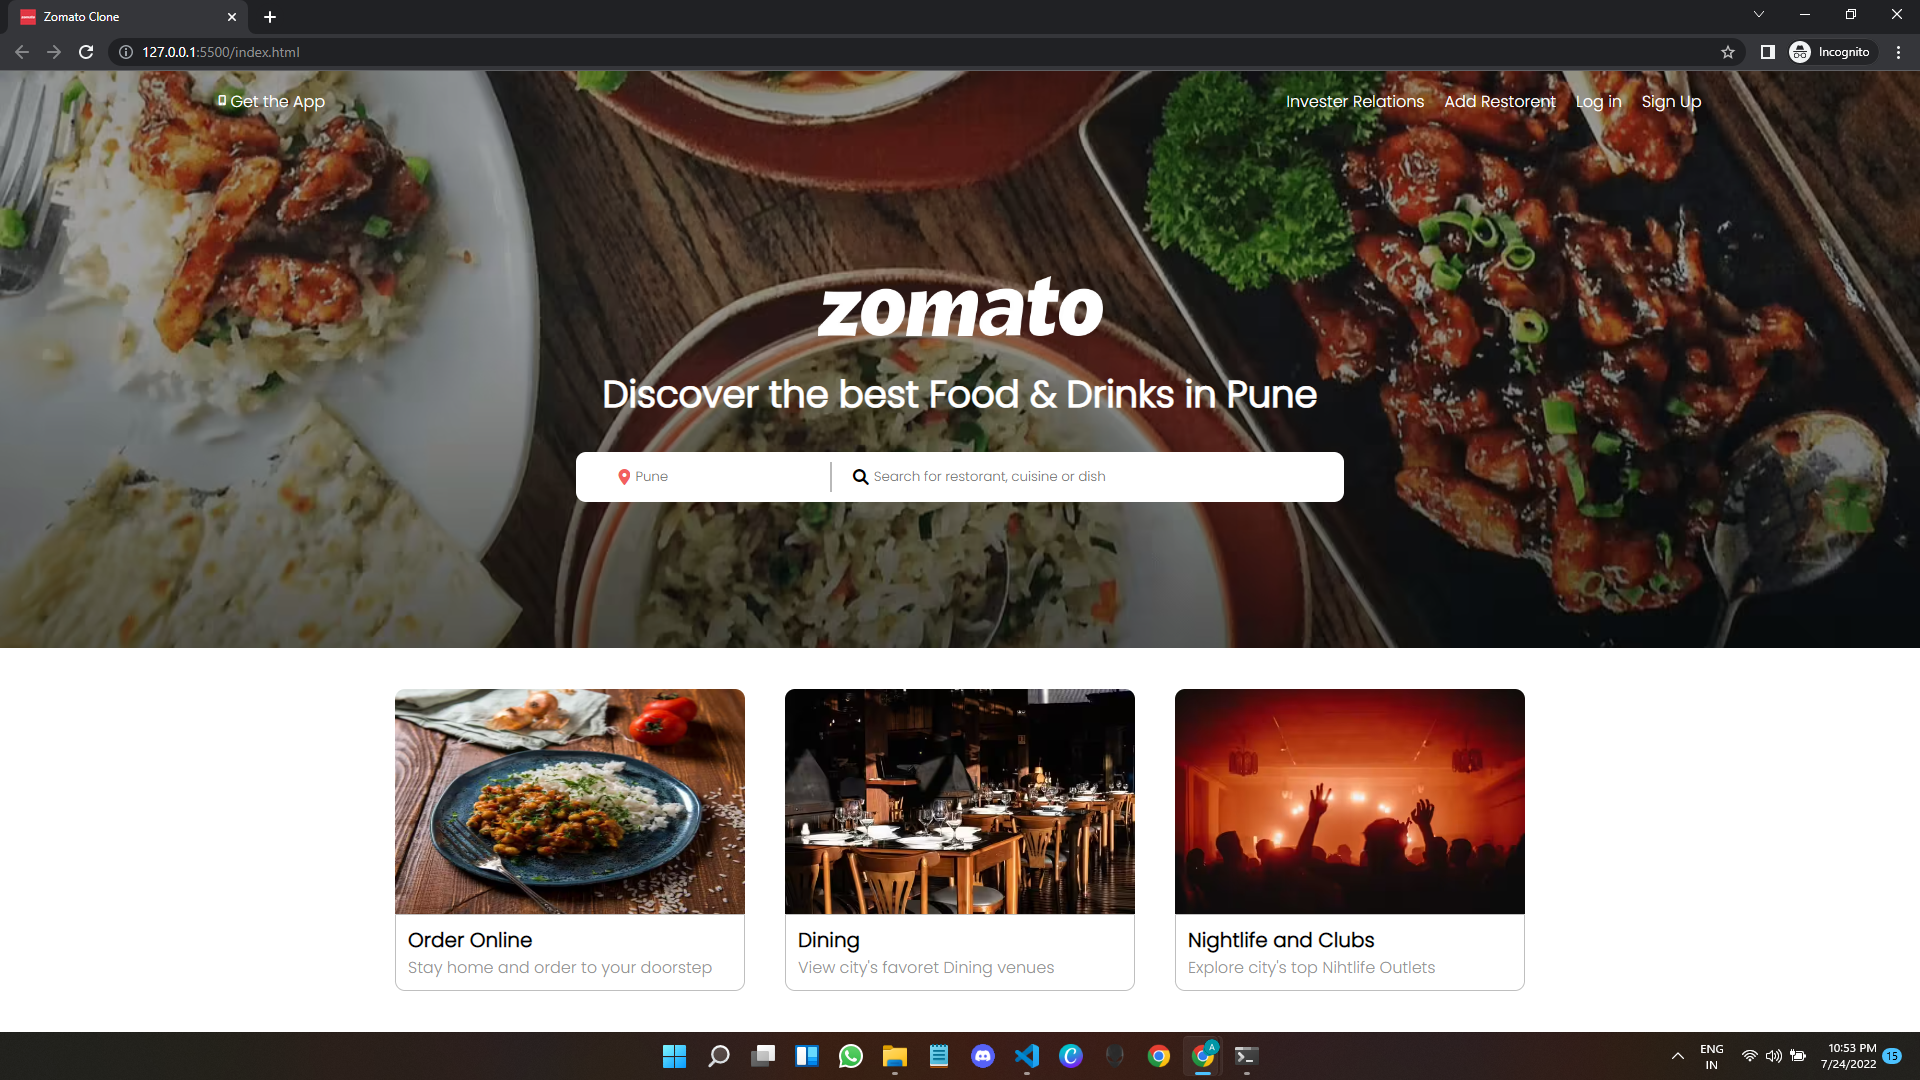 Zomato Clone
127.0.0.1:5500/index.html
Incognito
Get the App
Invester Relations Add Restorent Log in Sign Up
zomato
Discover the best Food & Drinks in Pune
Pune
Search for restorant, cuisine or dish
Order Online
Stay home and order to your doorstep
Dining
View city's favoret Dining venues
Nightlife and Clubs
Explore city's top Nihtlife Outlets
A
ENG
IN
10:53 PM
7/24/2022
15